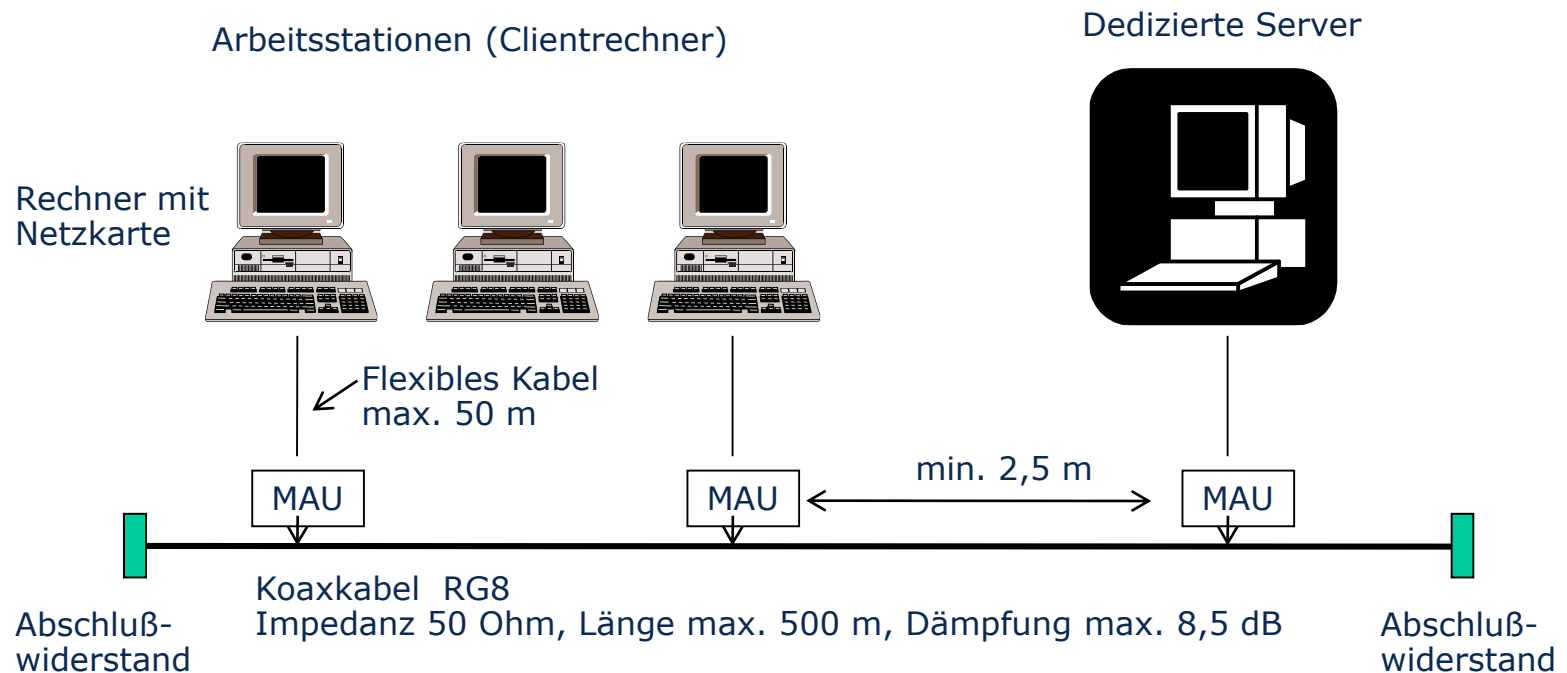 Arbeitsstationen (Clientrechner)
Dedizierte Server
Rechner mit
Netzkarte
Flexibles Kabel
max. 50 m
min. 2,5 m
MAU
MAU
MAU
Koaxkabel RG8
Impedanz 50 Ohm, Länge max. 500 m, Dämpfung max. 8,5 dB
Abschluß-
widerstand
Abschluß-
widerstand